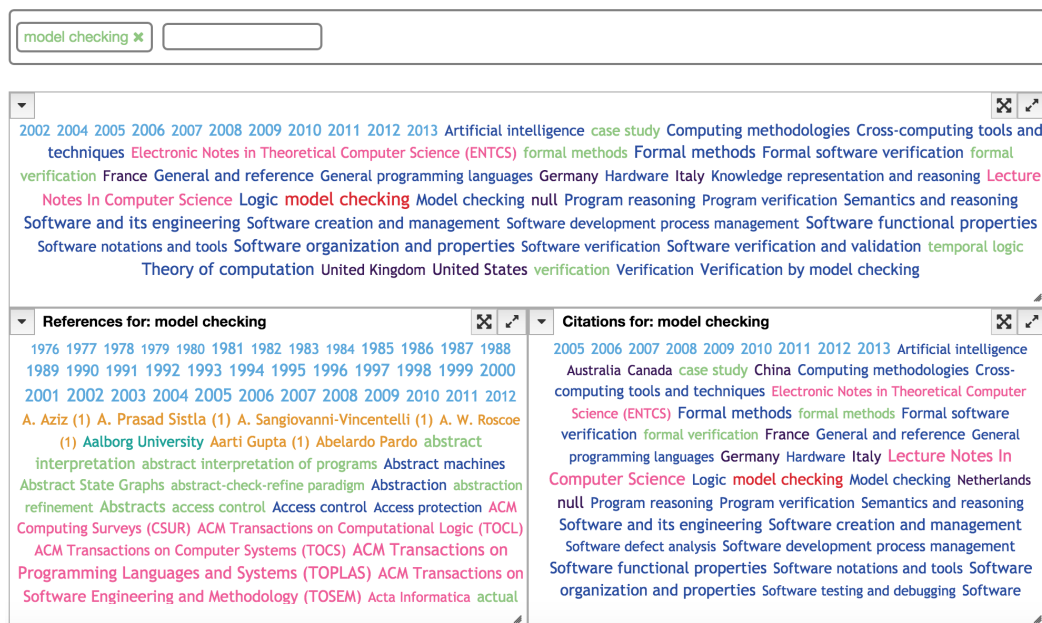 model checking ✖
2002 2004 2005 2006 2007 2008 2009 2010 2011 2012 2013 Artificial intelligence case study Computing methodologies Cross-computing tools and
techniques Electronic Notes in Theoretical Computer Science (ENTCS) formal methods Formal methods Formal software verification formal
verification France General and reference General programming languages Germany Hardware Italy Knowledge representation and reasoning Lecture
Notes In Computer Science Logic model checking Model checking null Program reasoning Program verification Semantics and reasoning
Software and its engineering Software creation and management Software development process management Software functional properties
Software notations and tools Software organization and properties Software verification Software verification and validation temporal logic
Theory of computation United Kingdom United States verification Verification Verification by model checking
References for: model checking
1976 1977 1978 1979 1980 1981 1982 1983 1984 1985 1986 1987 1988
1989 1990 1991 1992 1993 1994 1995 1996 1997 1998 1999 2000
2001 2002 2003 2004 2005 2006 2007 2008 2009 2010 2011 2012
A. Aziz (1) A. Prasad Sistla (1) A. Sangiovanni-Vincentelli (1) A. W. Roscoe
(1) Aalborg University Aarti Gupta (1) Abelardo Pardo abstract
interpretation abstract interpretation of programs Abstract machines
Abstract State Graphs abstract-check-refine paradigm Abstraction abstraction
refinement Abstracts access control Access control Access protection ACM
Computing Surveys (CSUR) ACM Transactions on Computational Logic (TOCL)
ACM Transactions on Computer Systems (TOCS) ACM Transactions on
Programming Languages and Systems (TOPLAS) ACM Transactions on
Software Engineering and Methodology (TOSEM) Acta Informatica actual
Citations for: model checking
2005 2006 2007 2008 2009 2010 2011 2012 2013 Artificial intelligence
Australia Canada case study China Computing methodologies Cross-
computing tools and techniques Electronic Notes in Theoretical Computer
Science (ENTCS) Formal methods formal methods Formal software
verification formal verification France General and reference General
programming languages Germany Hardware Italy Lecture Notes In
Computer Science Logic model checking Model checking Netherlands
null Program reasoning Program verification Semantics and reasoning
Software and its engineering Software creation and management
Software defect analysis Software development process management
Software functional properties Software notations and tools Software
organization and properties Software testing and debugging Software